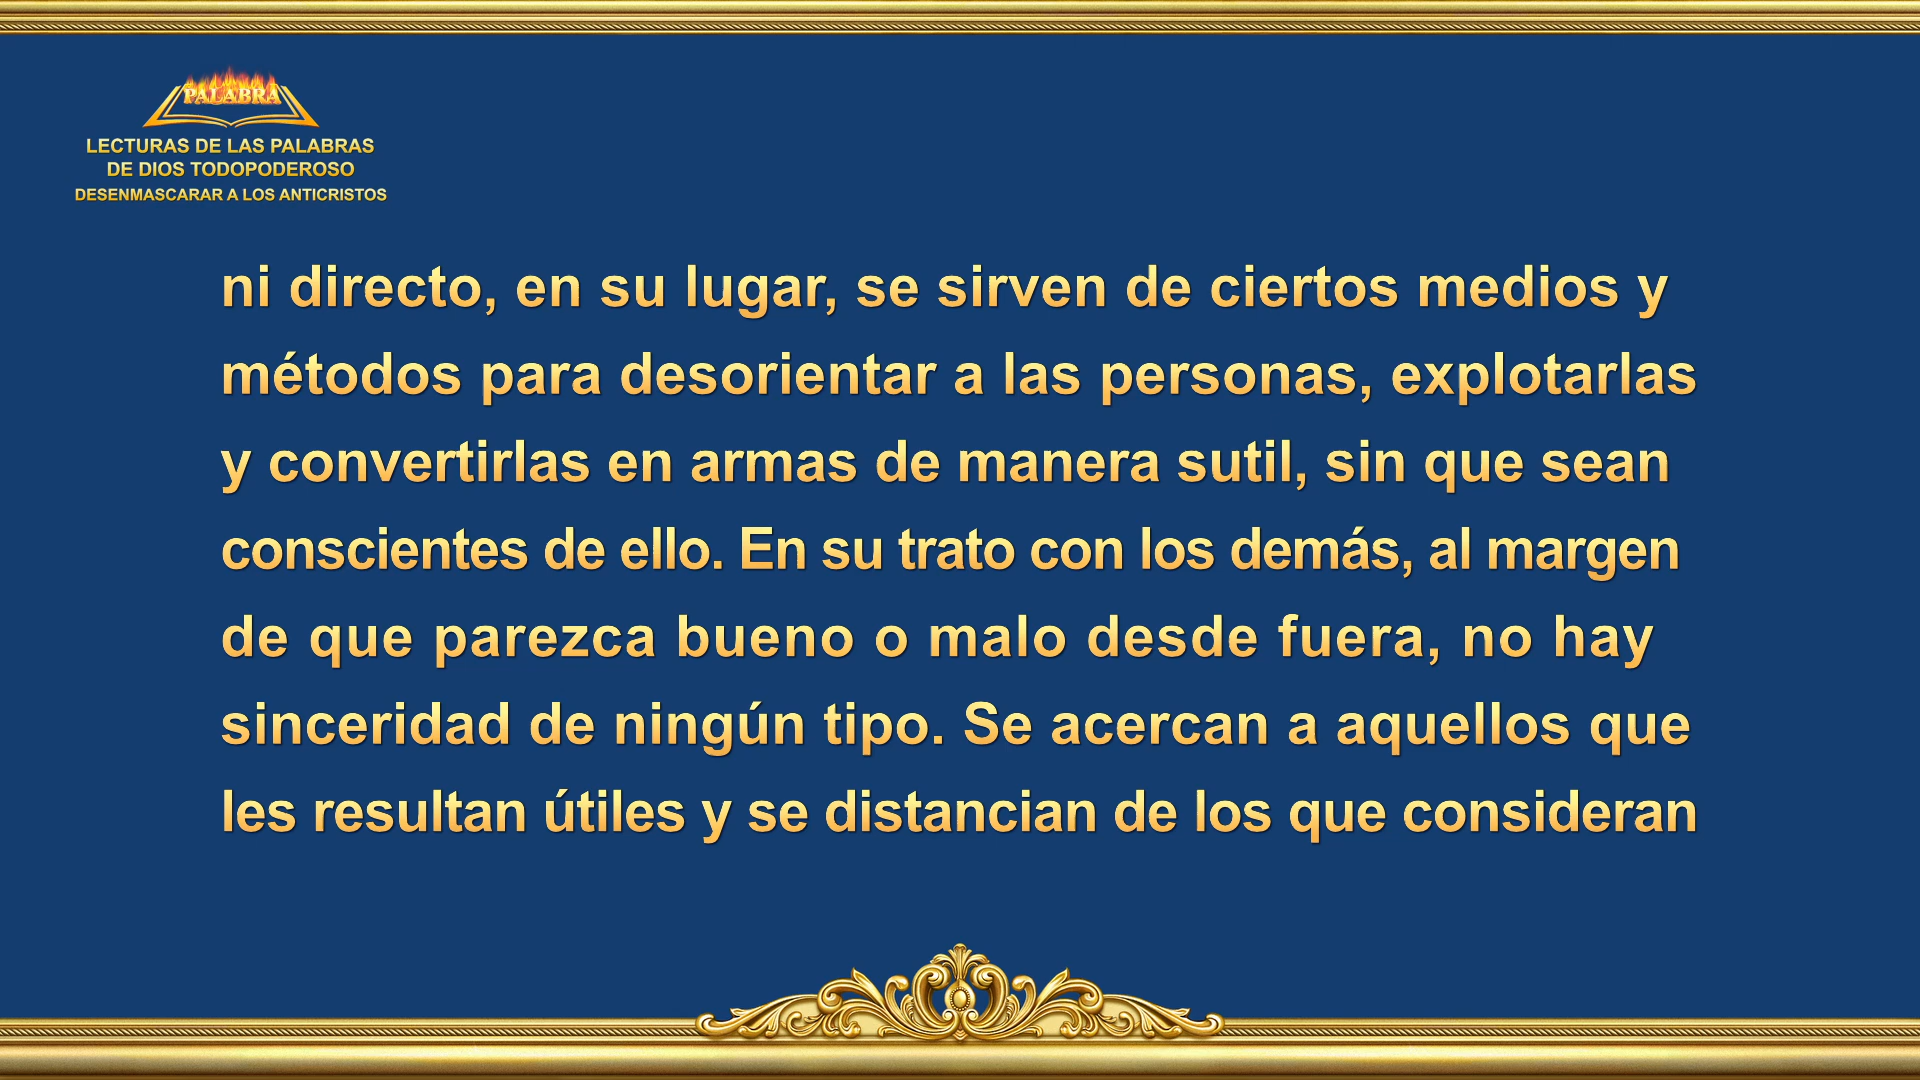 PALABRA
LECTURAS DE LAS PALABRAS
DE DIOS TODOPODEROSO
DESENMASCARAR A LOS ANTICRISTOS
ni directo, en su lugar, se sirven de ciertos medios y
métodos para desorientar a las personas, explotarlas
y convertirlas en armas de manera sutil, sin que sean
conscientes de ello. En su trato con los demás, al margen
de que parezca bueno o malo desde fuera, no hay
sinceridad de ningún tipo. Se acercan a aquellos que
les resultan útiles y se distancian de los que consideran